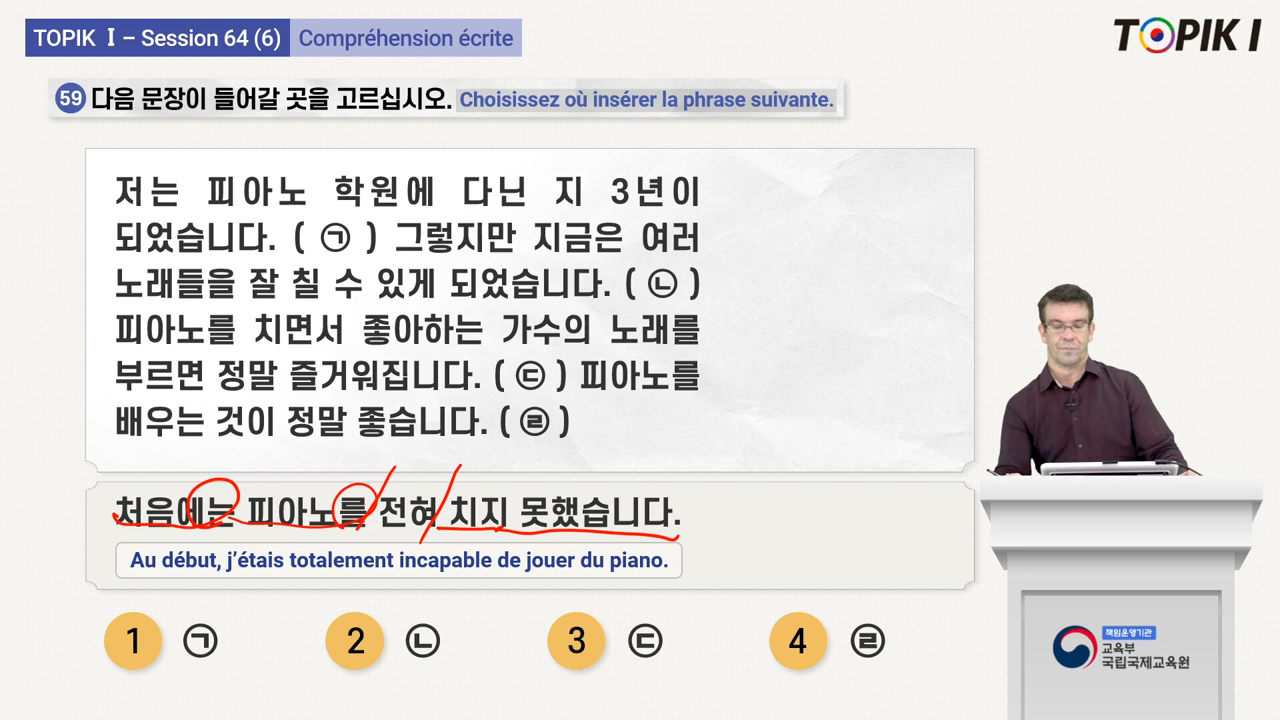 TOPIK Ⅰ – Session 64 (6) Compréhension écrite
TOPIK I
59 다음 문장이 들어갈 곳을 고르십시오. Choisissez où insérer la phrase suivante.
저는 피아노 학원에 다닌 지 3년이
되었습니다. ( ㉠ ) 그렇지만 지금은 여러
노래들을 잘 칠 수 있게 되었습니다. ( ㉡ )
피아노를 치면서 좋아하는 가수의 노래를
부르면 정말 즐거워집니다. ( ㉢ ) 피아노를
배우는 것이 정말 좋습니다. ( ㉣ )
처음에는 피아노를 전혀 치지 못했습니다.
Au début, j’étais totalement incapable de jouer du piano.
1 ㉠ 2 ㉡ 3 ㉢ 4 ㉣
책임운영기관
교육부
국립국제교육원